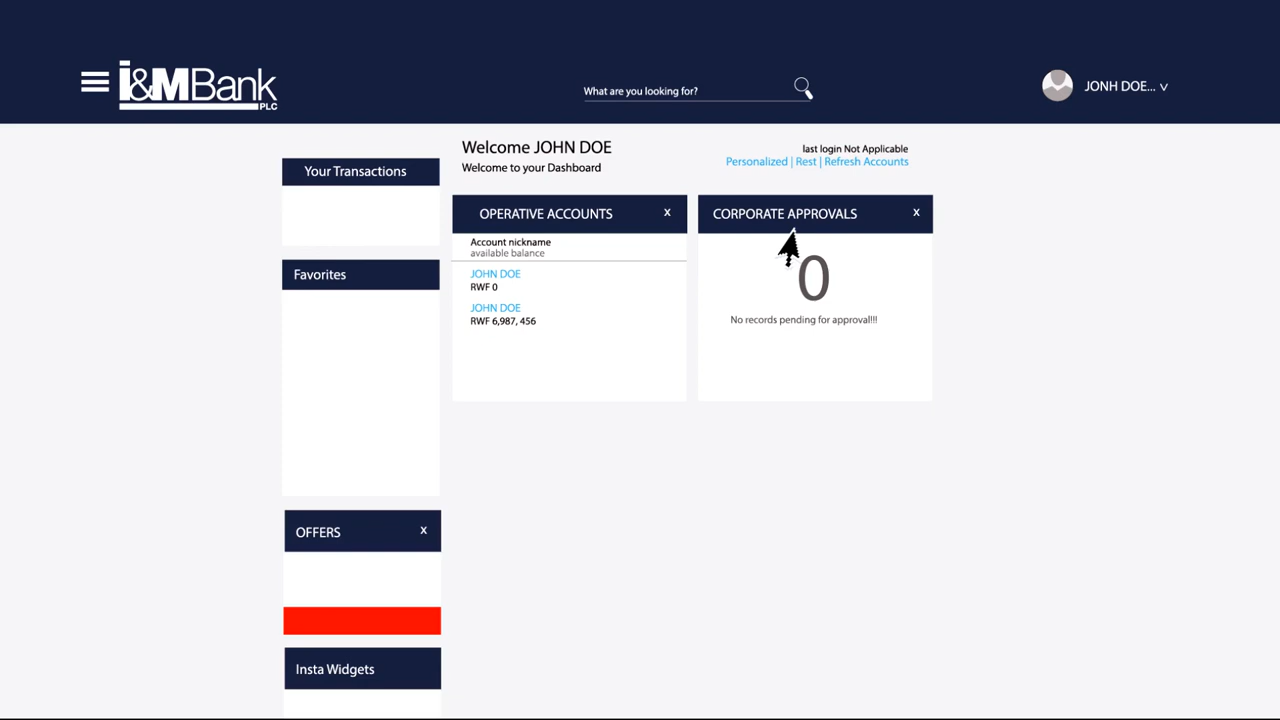 i&MBank
PLC
What are you looking for?
JONH DOE... v
Your Transactions
Favorites
OFFERS x
Insta Widgets
Welcome JOHN DOE
Welcome to your Dashboard
last login Not Applicable
Personalized | Rest | Refresh Accounts
OPERATIVE ACCOUNTS x
Account nickname
available balance
JOHN DOE
RWF 0
JOHN DOE
RWF 6,987, 456
CORPORATE APPROVALS x
0
No records pending for approval!!!